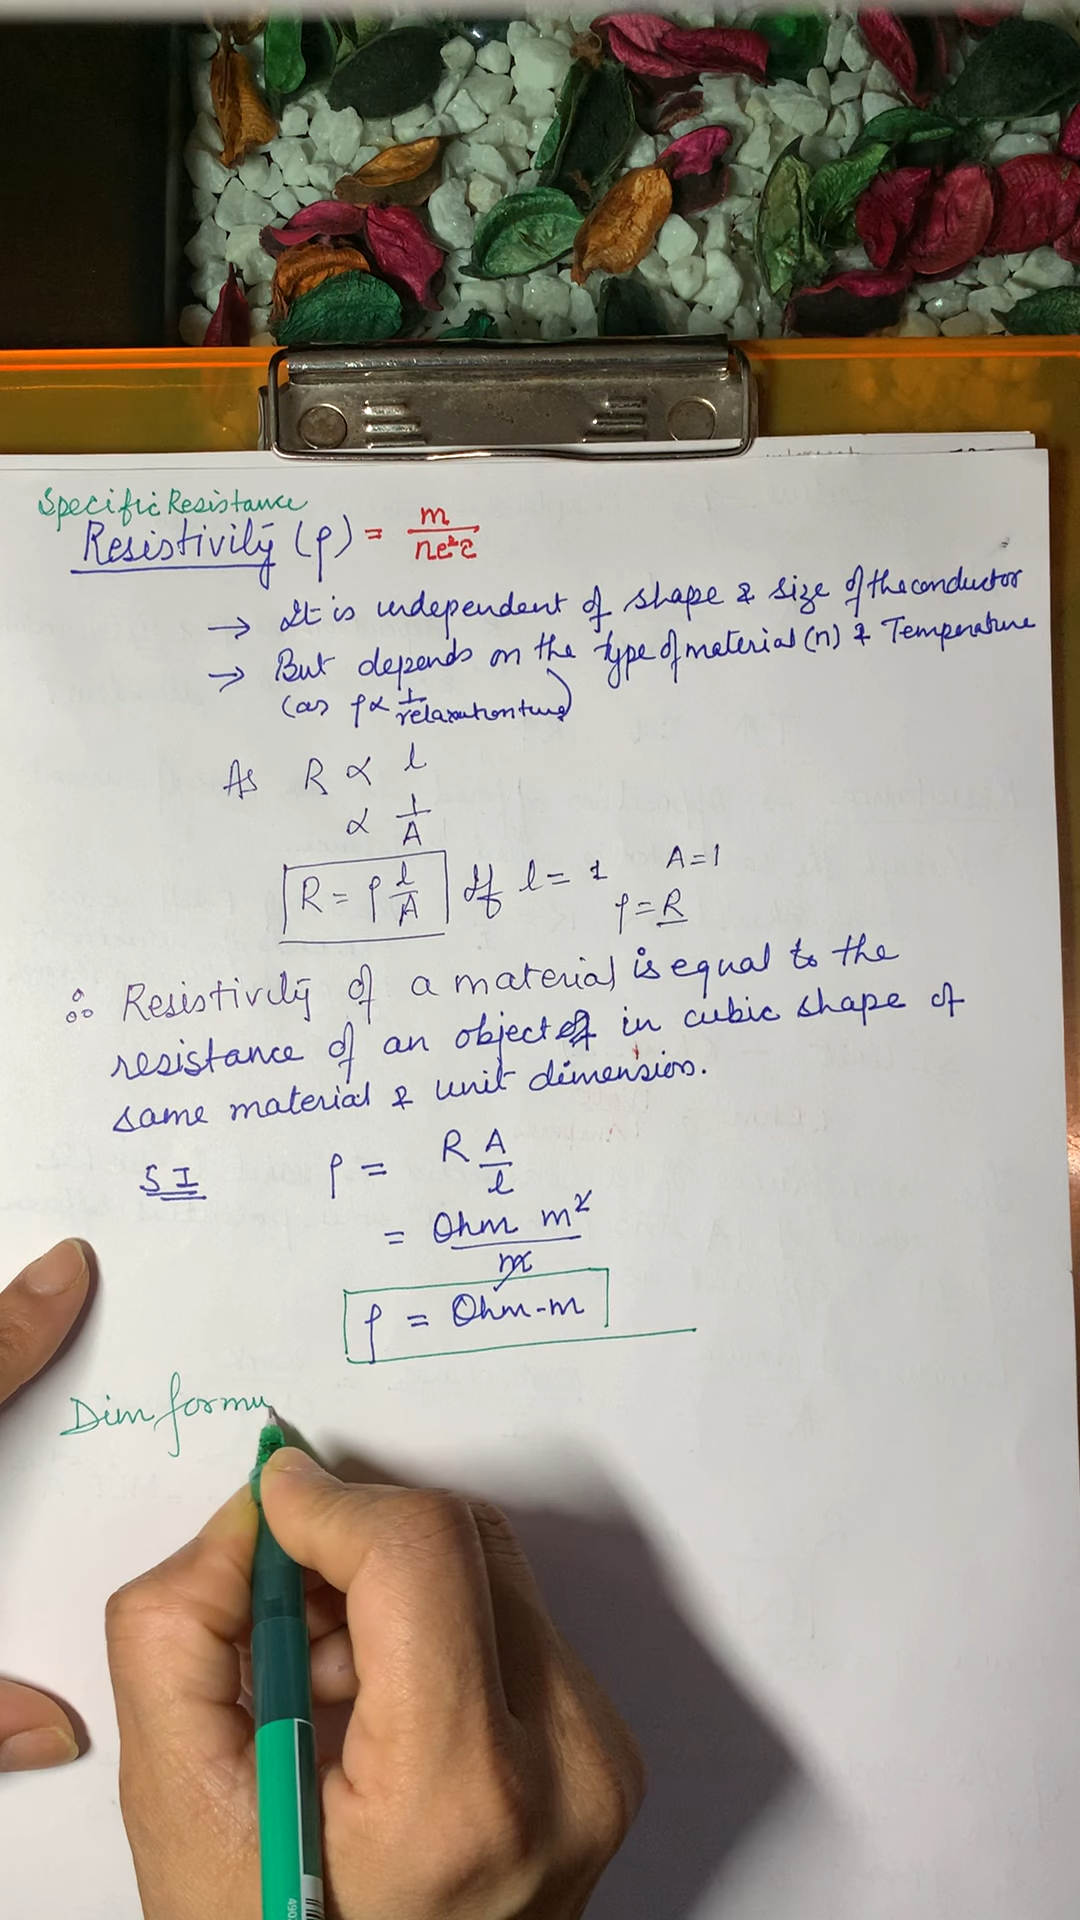 Specific Resistance
Resistivity (ρ) = m/ne²τ
→ It is independent of shape & size of the conductor
→ But depends on the type of material (n) & Temperature
(as ρ ∝ 1/relaxation time)
As R ∝ l
∝ 1/A
R = ρ l/A If l = 1 A = 1
ρ = R
∴ Resistivity of a material is equal to the
resistance of an object in cubic shape of
same material & unit dimension.
SI ρ = R A/l
= Ohm m²/m
ρ = Ohm-m
Dim formu